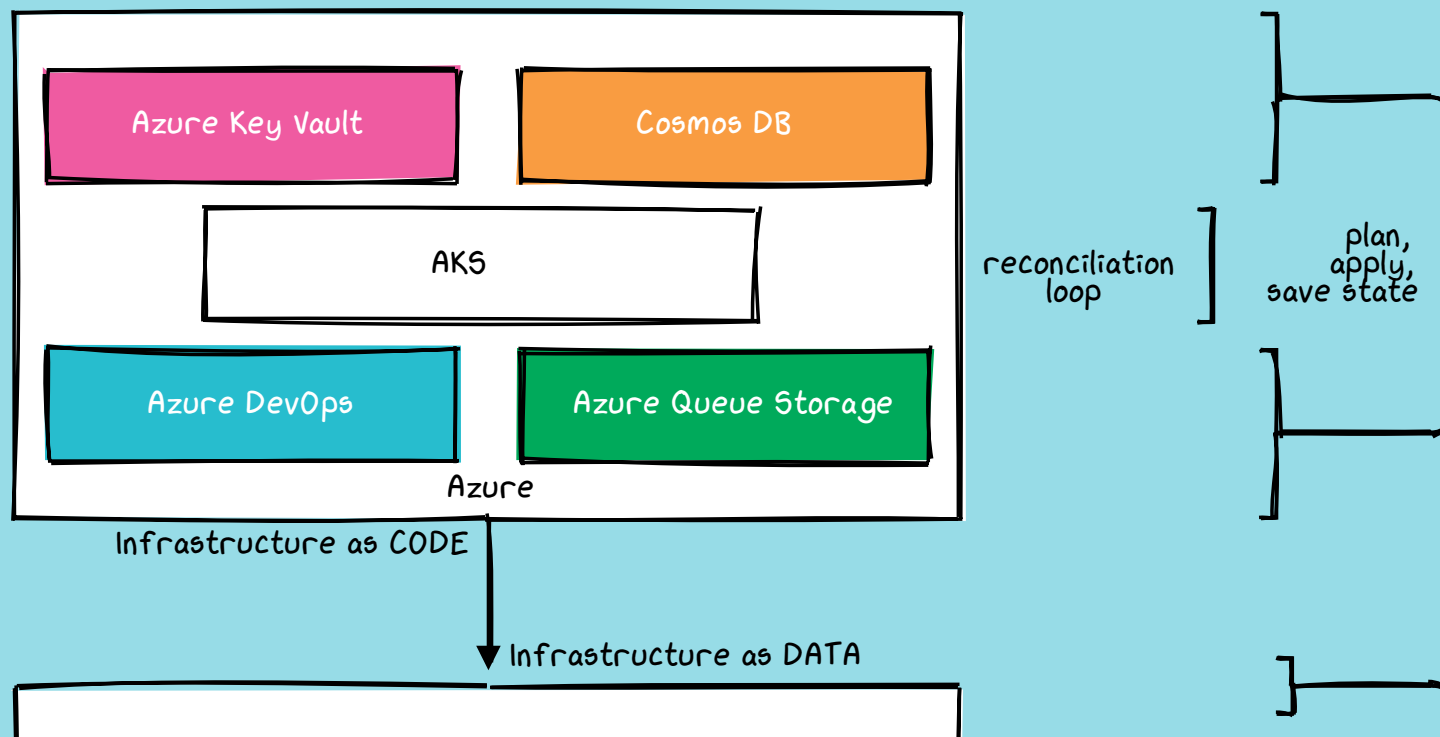 Azure Key Vault
Cosmos DB
AKS
reconciliation
loop
plan,
apply,
save state
Azure DevOps
Azure Queue Storage
Azure
Infrastructure as CODE
Infrastructure as DATA